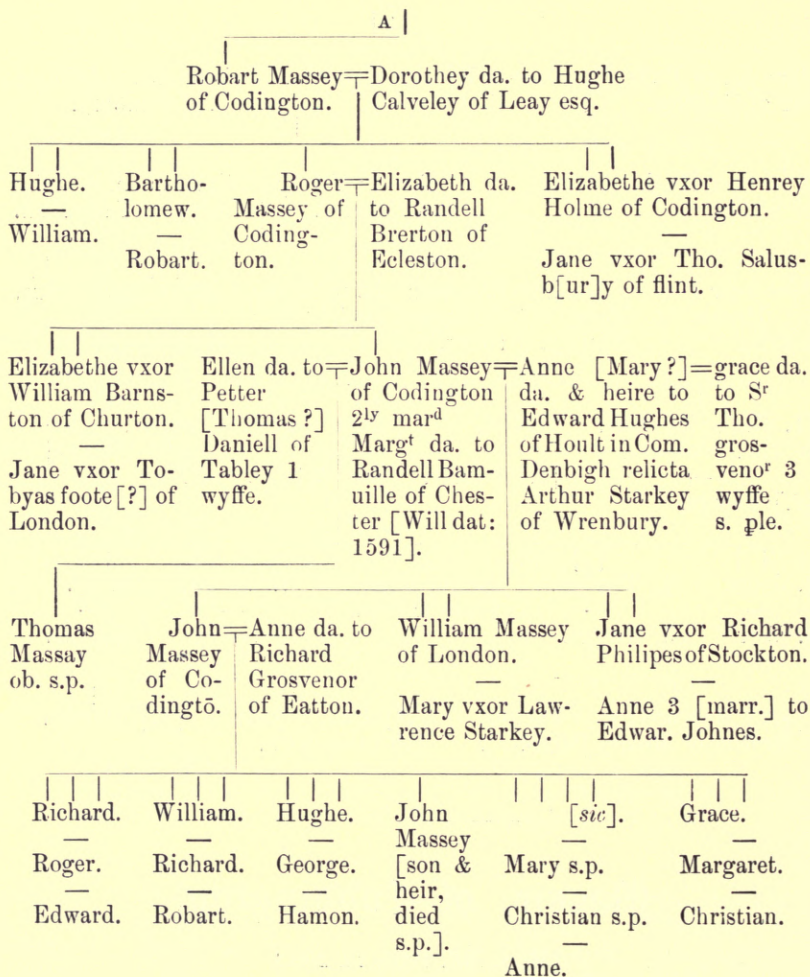 A
Robart Massey=Dorothey da. to Hughe
of Codington. Calveley of Leay esq.
Hughe.
—
William.
Bartho-
lomew.
—
Robart.
Roger=Elizabeth da.
Massey of to Randell
Coding- Brerton of
ton. Ecleston.
Elizabethe vxor Henrey
Holme of Codington.
—
Jane vxor Tho. Salus-
b[ur]y of flint.
Elizabethe vxor
William Barns-
ton of Churton.
—
Jane vxor To-
byas foote [?] of
London.
Ellen da. to=
Petter
[Thomas ?]
Daniell of
Tabley 1
wyffe.
John Massey=
of Codington
2ly mard
Margt da. to
Randell Bam-
uille of Ches-
ter [Will dat:
1591].
Anne [Mary ?]=
da. & heire to
Edward Hughes
of Hoult in Com.
Denbigh relicta
Arthur Starkey
of Wrenbury.
grace da.
to Sr
Tho.
gros-
venor 3
wyffe
s. ꝑle.
Thomas
Massay
ob. s.p.
John=Anne da. to
Massey Richard
of Co- Grosvenor
dingtō. of Eatton.
William Massey
of London.
—
Mary vxor Law-
rence Starkey.
Jane vxor Richard
Philipes of Stockton.
—
Anne 3 [marr.] to
Edwar. Johnes.
Richard.
—
Roger.
—
Edward.
William.
—
Richard.
—
Robart.
Hughe.
—
George.
—
Hamon.
John
Massey
[son &
heir,
died
s.p.].
[sic].
—
Mary s.p.
—
Christian s.p.
—
Anne.
Grace.
—
Margaret.
—
Christian.